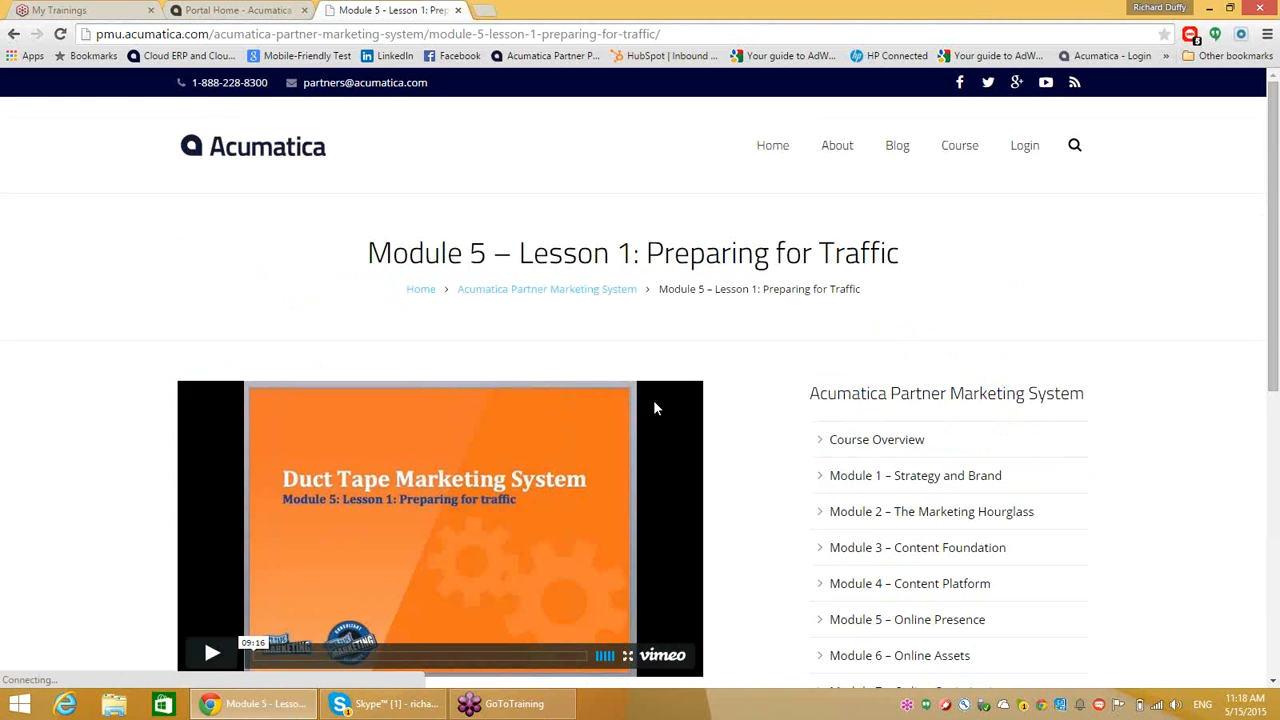 My Trainings
Portal Home - Acumatica
Module 5 - Lesson 1: Prep
Richard Duffy
pmu.acumatica.com/acumatica-partner-marketing-system/module-5-lesson-1-preparing-for-traffic/
Apps Bookmarks Cloud ERP and Clou... Mobile-Friendly Test LinkedIn Facebook Acumatica Partner P... HubSpot | Inbound ... Your guide to AdW... HP Connected Your guide to AdW... Acumatica - Login » Other bookmarks
1-888-228-8300 partners@acumatica.com
Acumatica
Home About Blog Course Login
Module 5 – Lesson 1: Preparing for Traffic
Home > Acumatica Partner Marketing System > Module 5 – Lesson 1: Preparing for Traffic
Duct Tape Marketing System
Module 5: Lesson 1: Preparing for traffic
09:16
vimeo
Acumatica Partner Marketing System
Course Overview
Module 1 – Strategy and Brand
Module 2 – The Marketing Hourglass
Module 3 – Content Foundation
Module 4 – Content Platform
Module 5 – Online Presence
Module 6 – Online Assets
Connecting...
Module 5 - Lesso...
Skype™ [1] - richa...
GoToTraining
ENG
11:18 AM
5/15/2015